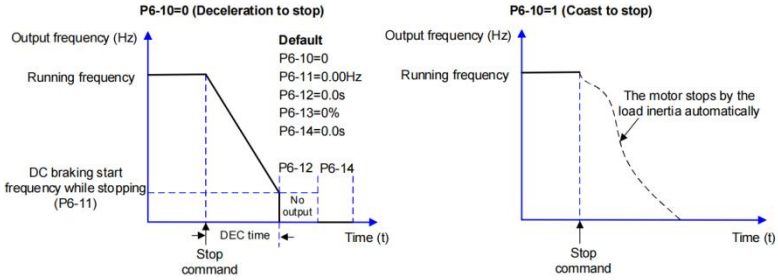 P6-10=0 (Deceleration to stop)
Output frequency (Hz)
Default
P6-10=0
P6-11=0.00Hz
P6-12=0.0s
P6-13=0%
P6-14=0.0s
Running frequency
DC braking start
frequency while stopping
(P6-11)
P6-12
P6-14
No
output
DEC time
Time (t)
Stop
command
P6-10=1 (Coast to stop)
Output frequency (Hz)
Running frequency
The motor stops by the
load inertia automatically
Time (t)
Stop
command